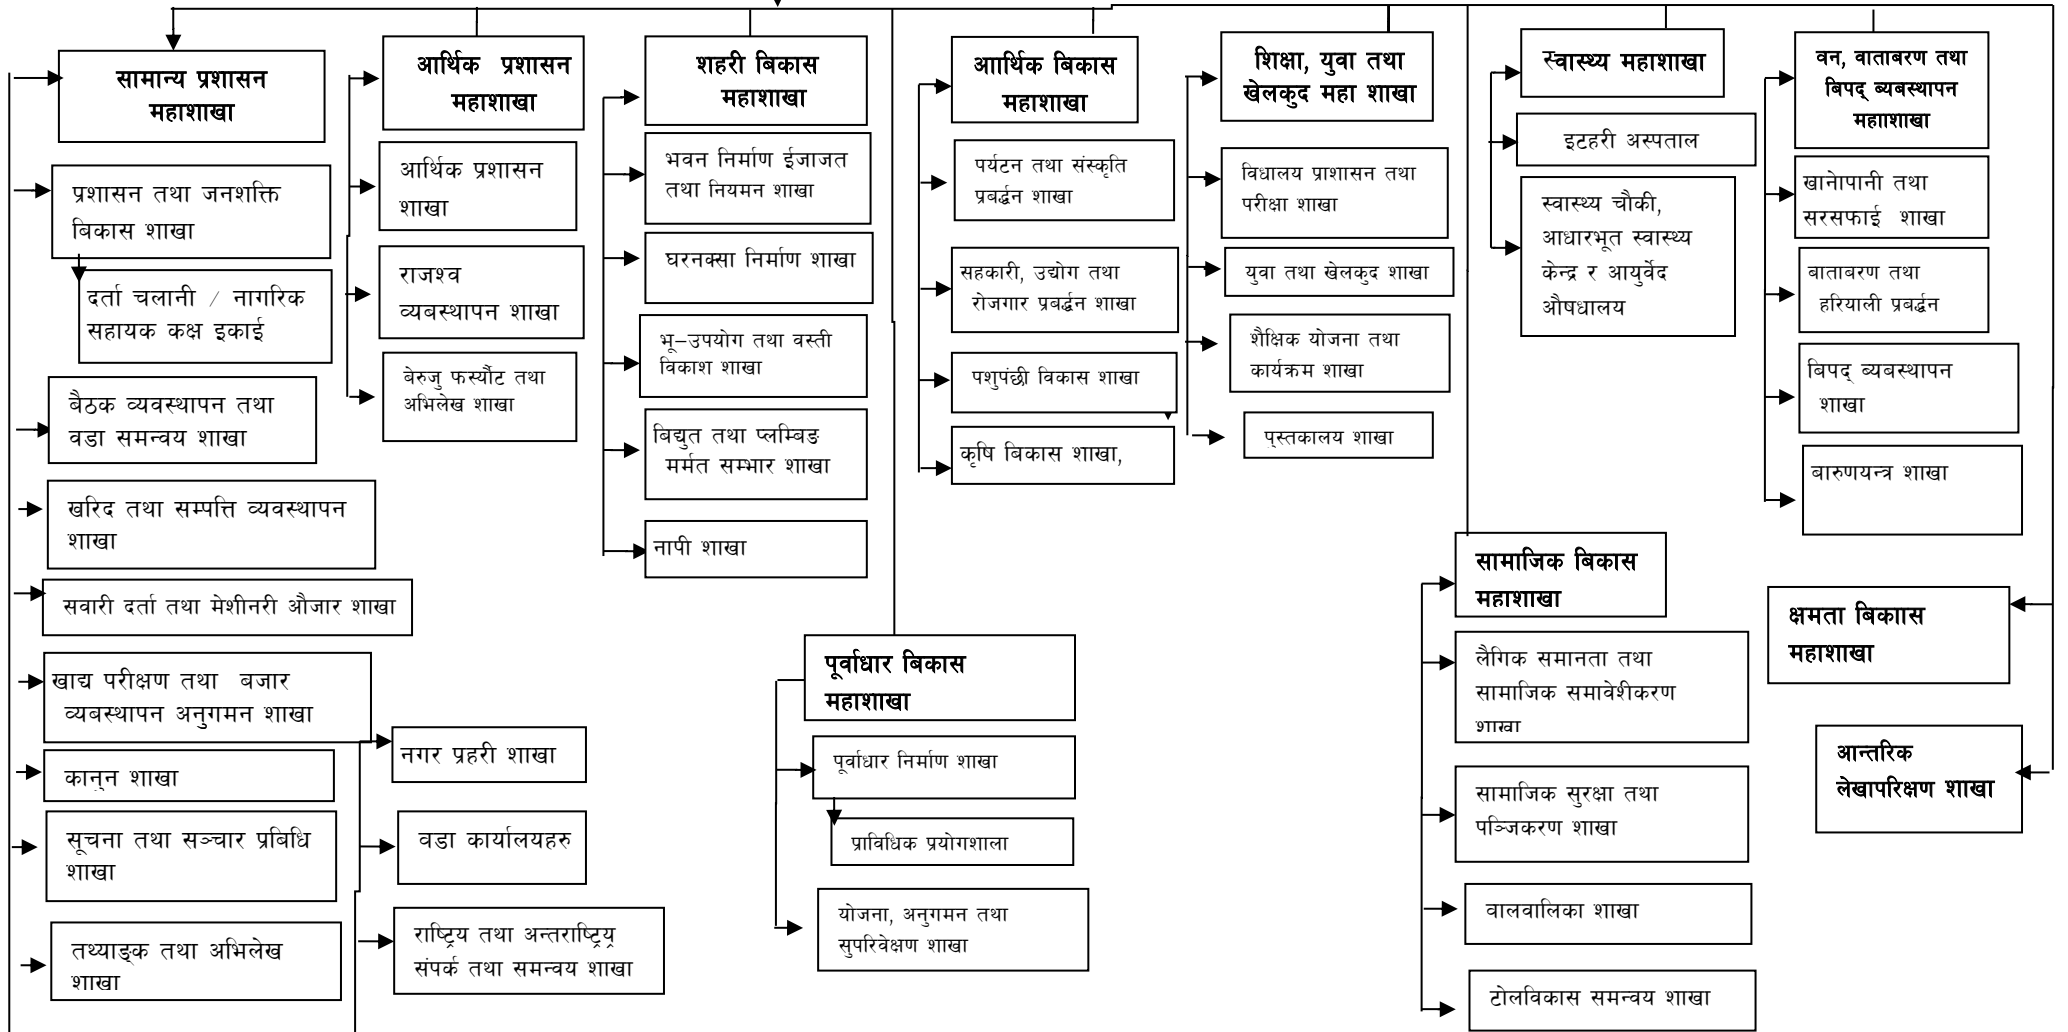 सामान्य प्रशासन
महाशाखा
प्रशासन तथा जनशक्ति
बिकास शाखा
दर्ता चलानी / नागरिक
सहायक कक्ष इकाई
बैठक व्यवस्थापन तथा
वडा समन्वय शाखा
खरिद तथा सम्पत्ति व्यवस्थापन
शाखा
सवारी दर्ता तथा मेशीनरी औजार शाखा
खाद्य परीक्षण तथा बजार
व्यबस्थापन अनुगमन शाखा
कानुन शाखा
सूचना तथा सञ्चार प्रबिधि
शाखा
तथ्याङ्क तथा अभिलेख
शाखा
नगर प्रहरी शाखा
वडा कार्यालयहरु
राष्ट्रिय तथा अन्तराष्ट्रिय्र
संपर्क तथा समन्वय शाखा
आर्थिक प्रशासन
महाशाखा
आर्थिक प्रशासन
शाखा
राजश्व
व्यबस्थापन शाखा
बेरुजु फर्स्यौट तथा
अभिलेख शाखा
शहरी बिकास
महाशाखा
भवन निर्माण ईजाजत
तथा नियमन शाखा
घरनक्सा निर्माण शाखा
भू–उपयोग तथा वस्ती
विकाश शाखा
बिद्युत तथा प्लम्बिङ
मर्मत सम्भार शाखा
नापी शाखा
पूर्वाधार बिकास
महाशाखा
पूर्वाधार निर्माण शाखा
प्राविधिक प्रयोगशाला
योजना, अनुगमन तथा
सुपरिवेक्षण शाखा
आार्थिक बिकास
महाशाखा
पर्यटन तथा संस्कृति
प्रबर्द्धन शाखा
सहकारी, उद्योग तथा
रोजगार प्रबर्द्धन शाखा
पशुपंछी विकास शाखा
कृषि बिकास शाखा,
शिक्षा, युवा तथा
खेलकुद महा शाखा
विधालय प्राशासन तथा
परीक्षा शाखा
युवा तथा खेलकुद शाखा
शैक्षिक योजना तथा
कार्यक्रम शाखा
पुस्तकालय शाखा
स्वास्थ्य महाशाखा
इटहरी अस्पताल
स्वास्थ्य चौकी,
आधारभूत स्वास्थ्य
केन्द्र र आयुर्वेद
औषधालय
सामाजिक बिकास
महाशाखा
लैगिक समानता तथा
सामाजिक समावेशीकरण
शाखा
सामाजिक सुरक्षा तथा
पञ्जिकरण शाखा
वालवालिका शाखा
टोलविकास समन्वय शाखा
वन, वाताबरण तथा
बिपद् ब्यबस्थापन
महााशाखा
खानेापानी तथा
सरसफाई शाखा
बाताबरण तथा
हरियाली प्रबर्द्धन
बिपद् ब्यबस्थापन
शाखा
बारुणयन्त्र शाखा
क्षमता बिकाास
महाशाखा
आन्तरिक
लेखापरिक्षण शाखा